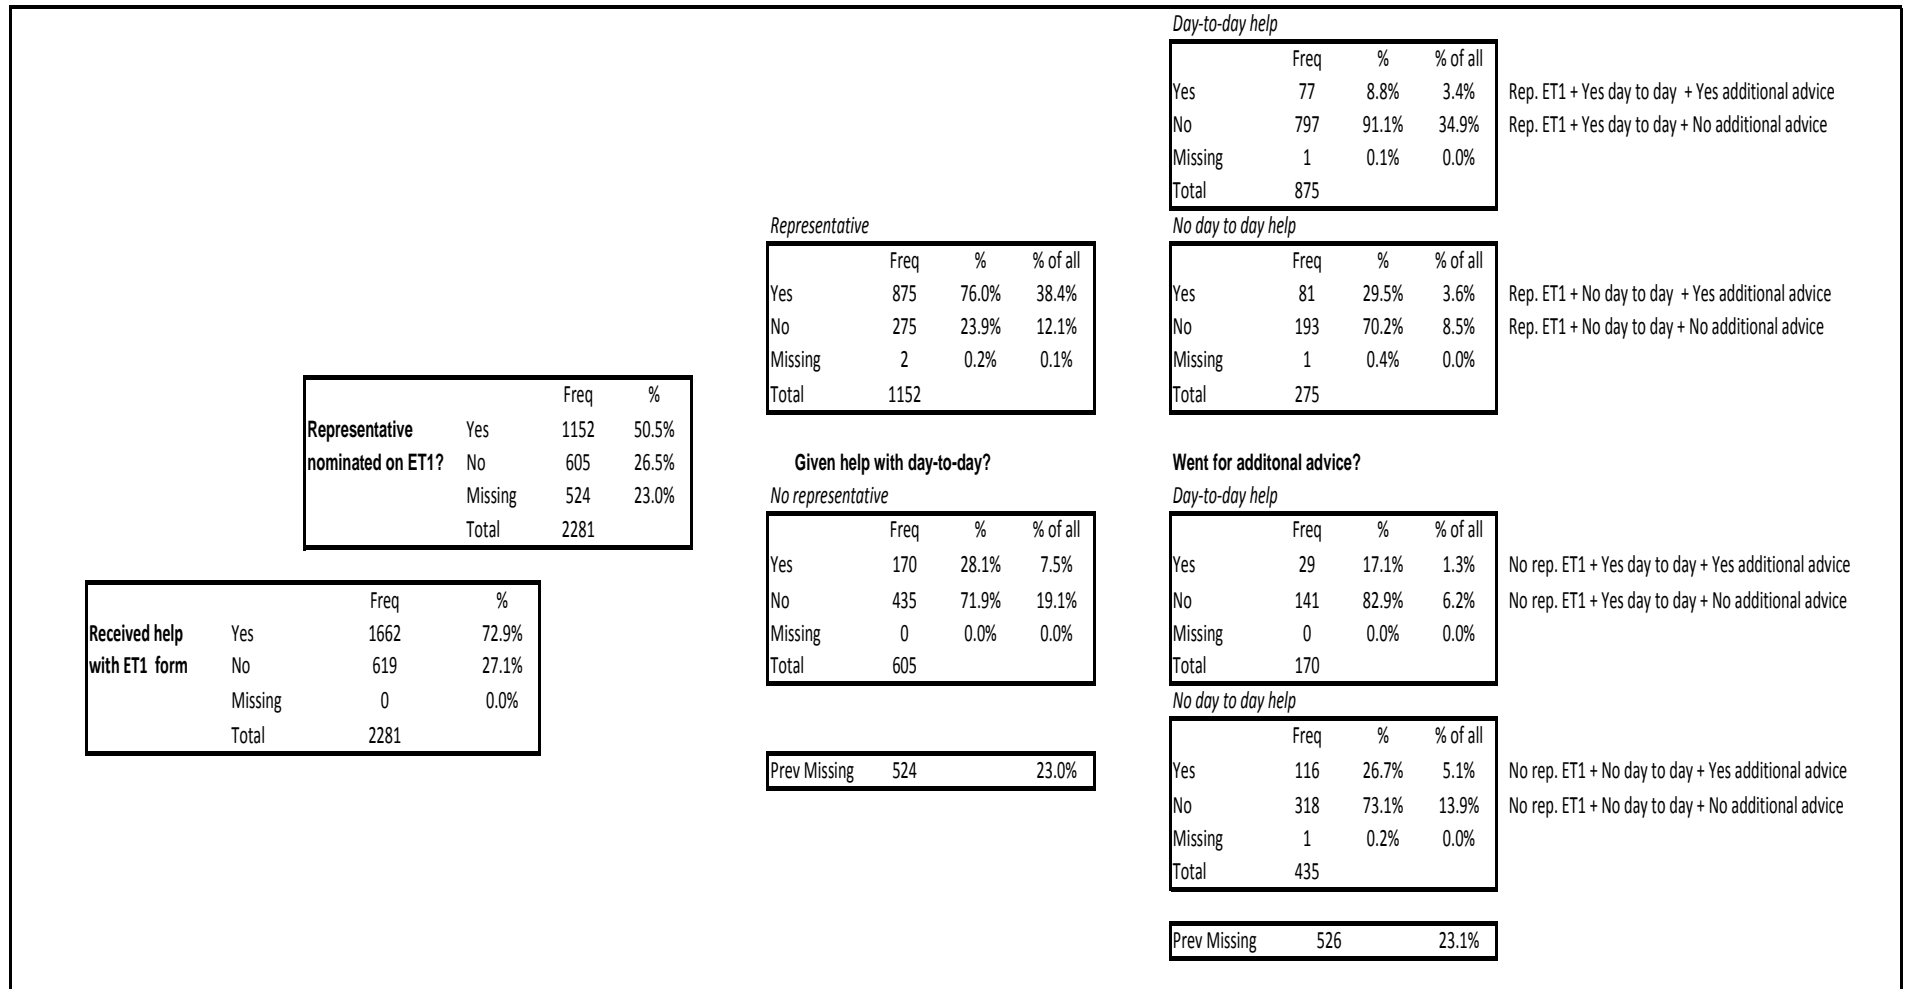 Day-to-day help
Freq % % of all
Yes 77 8.8% 3.4% Rep. ET1 + Yes day to day + Yes additional advice
No 797 91.1% 34.9% Rep. ET1 + Yes day to day + No additional advice
Missing 1 0.1% 0.0%
Total 875
Representative
Freq % % of all
Yes 875 76.0% 38.4%
No 275 23.9% 12.1%
Missing 2 0.2% 0.1%
Total 1152
No day to day help
Freq % % of all
Yes 81 29.5% 3.6% Rep. ET1 + No day to day + Yes additional advice
No 193 70.2% 8.5% Rep. ET1 + No day to day + No additional advice
Missing 1 0.4% 0.0%
Total 275
Freq %
Representative Yes 1152 50.5%
nominated on ET1? No 605 26.5%
Missing 524 23.0%
Total 2281
Given help with day-to-day?
No representative
Freq % % of all
Yes 170 28.1% 7.5%
No 435 71.9% 19.1%
Missing 0 0.0% 0.0%
Total 605
Went for additonal advice?
Day-to-day help
Freq % % of all
Yes 29 17.1% 1.3% No rep. ET1 + Yes day to day + Yes additional advice
No 141 82.9% 6.2% No rep. ET1 + Yes day to day + No additional advice
Missing 0 0.0% 0.0%
Total 170
Freq %
Received help Yes 1662 72.9%
with ET1 form No 619 27.1%
Missing 0 0.0%
Total 2281
Prev Missing 524 23.0%
No day to day help
Freq % % of all
Yes 116 26.7% 5.1% No rep. ET1 + No day to day + Yes additional advice
No 318 73.1% 13.9% No rep. ET1 + No day to day + No additional advice
Missing 1 0.2% 0.0%
Total 435
Prev Missing 526 23.1%